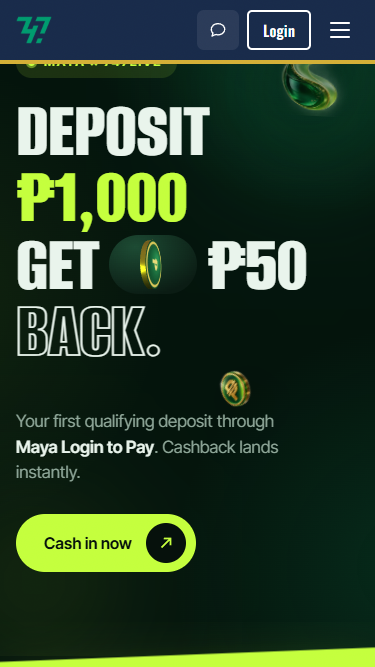 Login
DEPOSIT
₱1,000
GET ₱50
BACK.
Your first qualifying deposit through
Maya Login to Pay. Cashback lands
instantly.
Cash in now